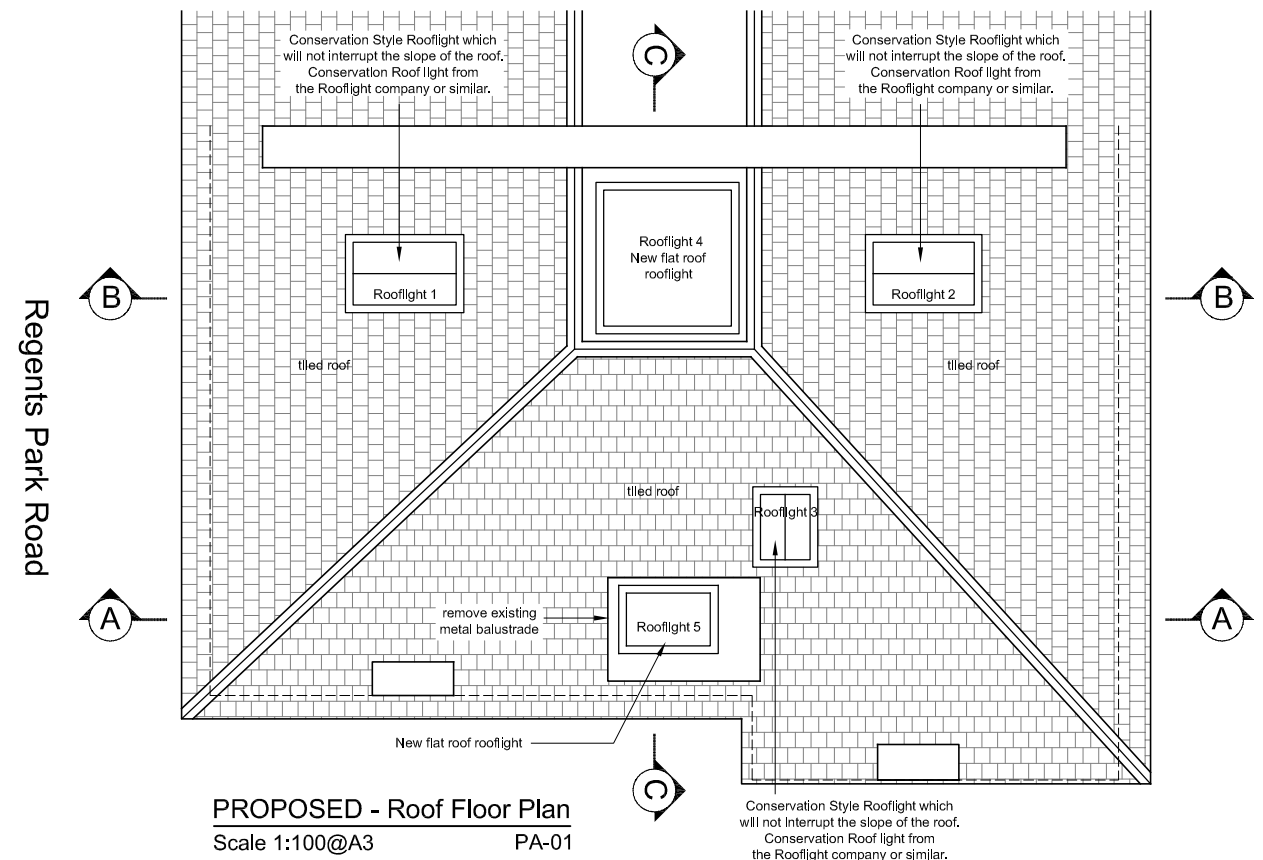 Conservation Style Rooflight which
will not interrupt the slope of the roof.
Conservation Roof light from
the Rooflight company or similar.
C
Conservation Style Rooflight which
will not interrupt the slope of the roof.
Conservation Roof light from
the Rooflight company or similar.
Rooflight 4
New flat roof
rooflight
Rooflight 1
Rooflight 2
B
B
Regents Park Road
tiled roof
tiled roof
tiled roof
Rooflight 3
remove existing
metal balustrade
Rooflight 5
A
A
New flat roof rooflight
C
PROPOSED - Roof Floor Plan
Scale 1:100@A3 PA-01
Conservation Style Rooflight which
will not interrupt the slope of the roof.
Conservation Roof light from
the Rooflight company or similar.